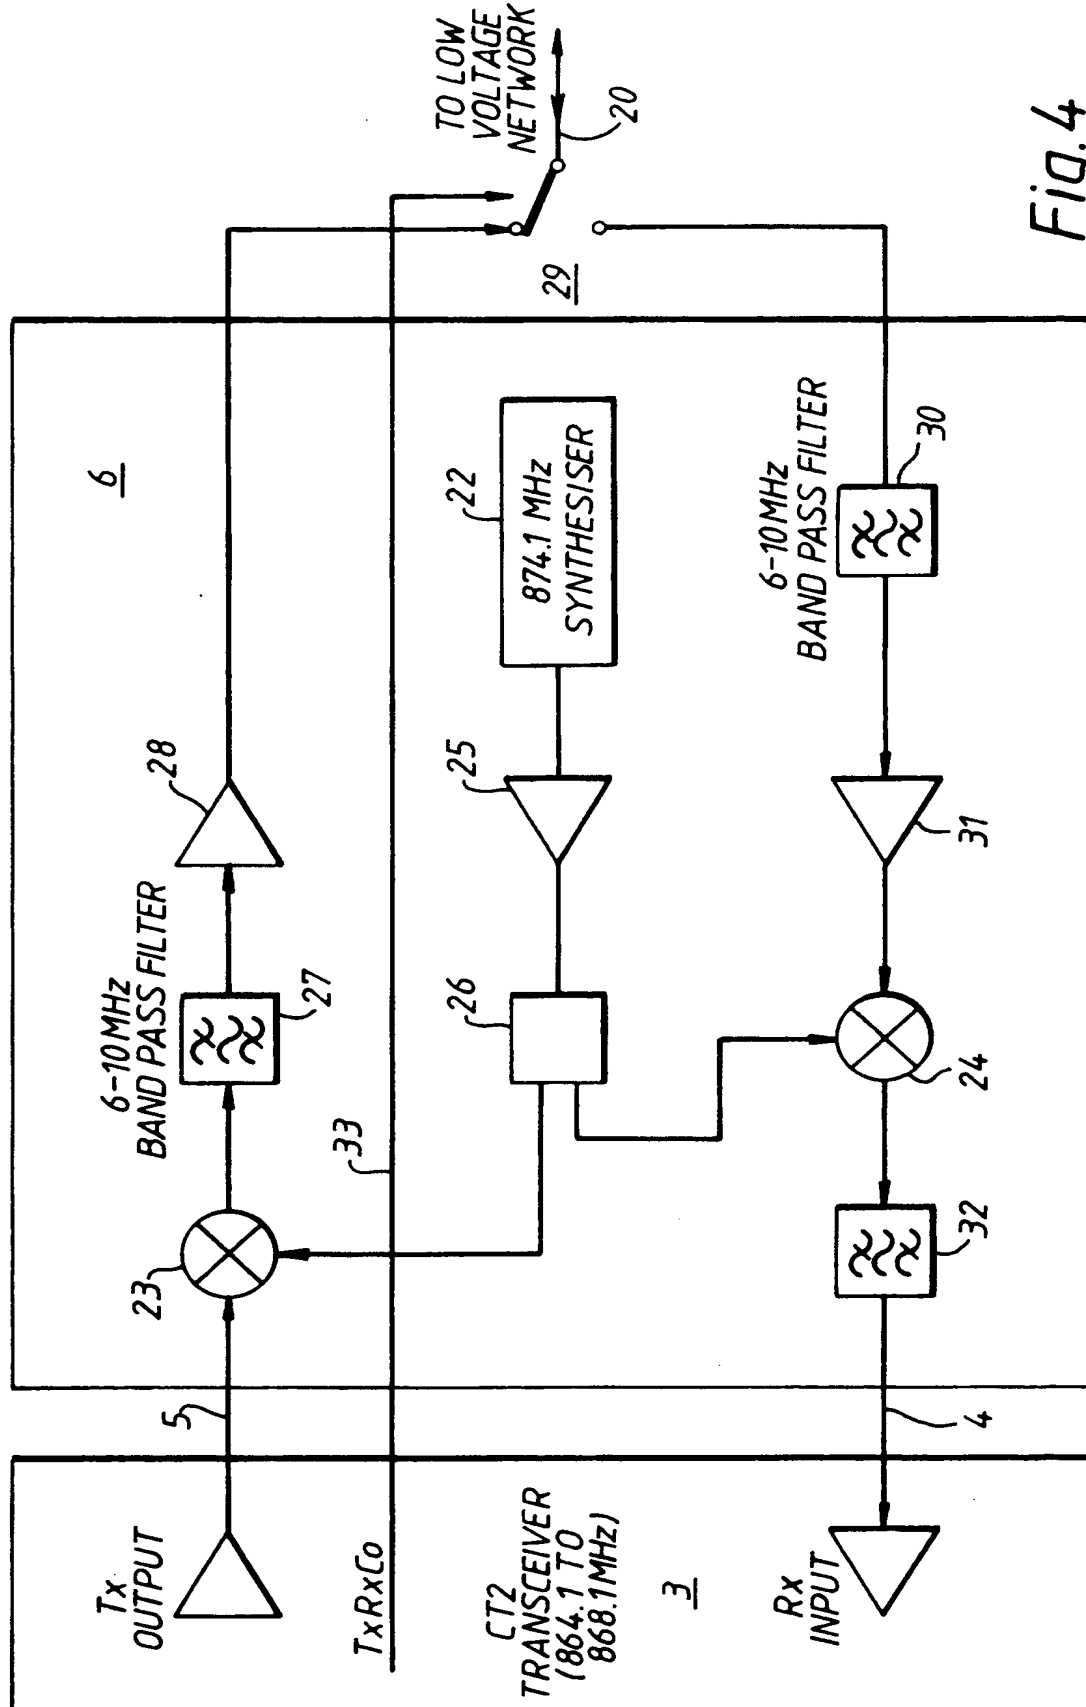 Tx
OUTPUT
TxRxCo
CT2
TRANSCEIVER
(864.1 TO
868.1MHz)
3
Rx
INPUT
5
4
23
6-10MHz
BAND PASS FILTER
27
28
6
33
26
25
22
874.1 MHz
SYNTHESISER
32
24
31
6-10MHz
BAND PASS FILTER
30
29
TO LOW
VOLTAGE
NETWORK
20
Fig.4